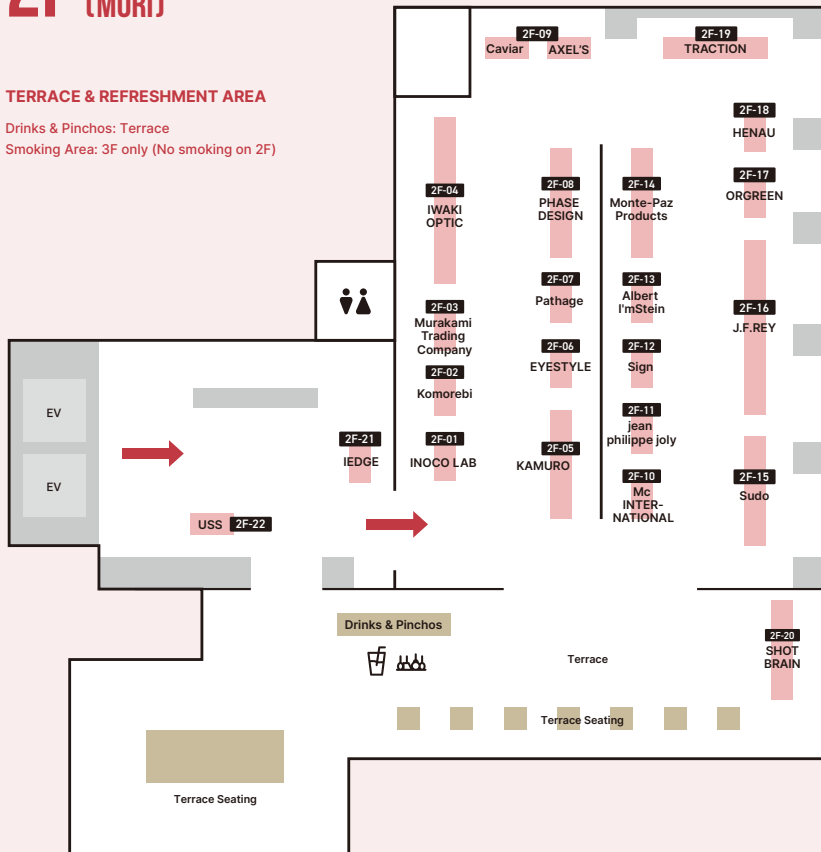 2F (MORI)
TERRACE & REFRESHMENT AREA
Drinks & Pinchos: Terrace
Smoking Area: 3F only (No smoking on 2F)
2F-09
Caviar
AXEL'S
2F-19
TRACTION
2F-18
HENAU
2F-17
ORGREEN
2F-04
IWAKI
OPTIC
2F-08
PHASE
DESIGN
2F-14
Monte-Paz
Products
2F-03
Murakami
Trading
Company
2F-07
Pathage
2F-13
Albert
I'mStein
2F-16
J.F.REY
2F-02
Komorebi
2F-06
EYESTYLE
2F-12
Sign
2F-11
jean
philippe joly
EV
EV
2F-21
IEDGE
2F-01
INOCO LAB
2F-05
KAMURO
2F-10
Mc
INTER-
NATIONAL
2F-15
Sudo
USS
2F-22
Drinks & Pinchos
Terrace
2F-20
SHOT
BRAIN
Terrace Seating
Terrace Seating